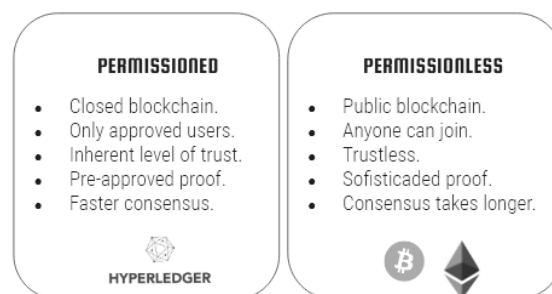 PERMISSIONED
• Closed blockchain.
• Only approved users.
• Inherent level of trust.
• Pre-approved proof.
• Faster consensus.
HYPERLEDGER
PERMISSIONLESS
• Public blockchain.
• Anyone can join.
• Trustless.
• Sofisticaded proof.
• Consensus takes longer.